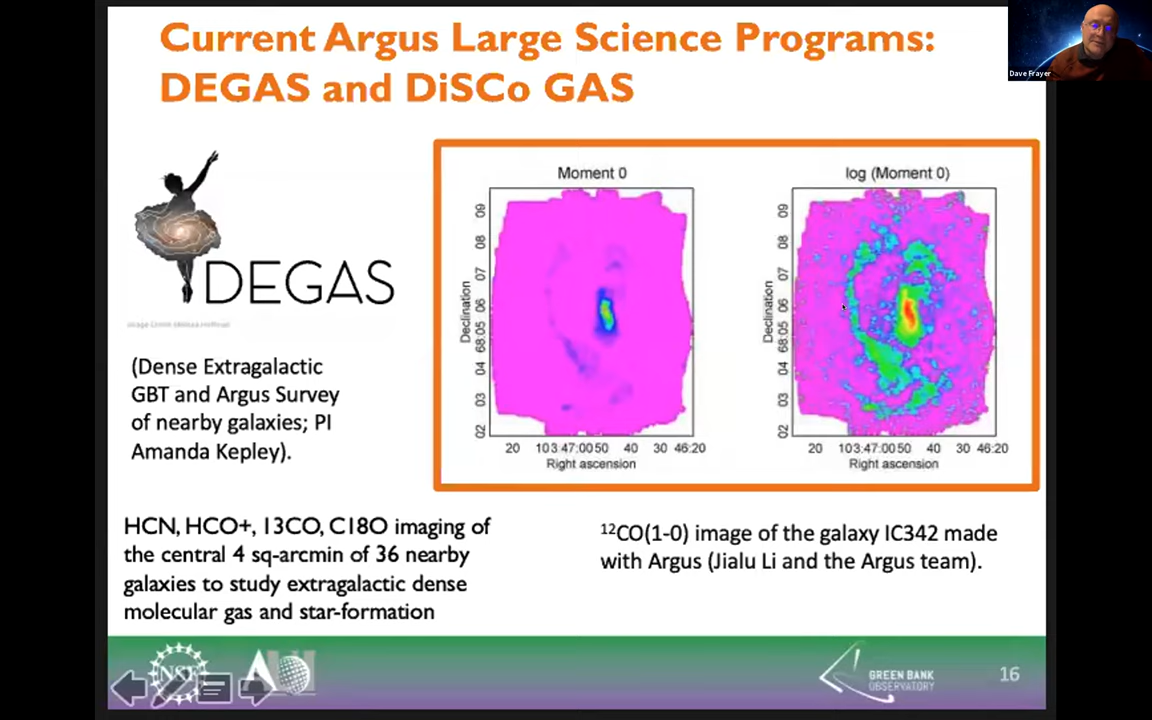 Current Argus Large Science Programs:
DEGAS and DiSCo GAS
Dave Frayer
DEGAS
(Dense Extragalactic
GBT and Argus Survey
of nearby galaxies; PI
Amanda Kepley).
Moment 0
Declination
09
08
07
06
68:05
04
03
02
20 10 3:47:00 50 40 30 46:20
Right ascension
log (Moment 0)
Declination
09
08
07
06
68:05
04
03
02
20 10 3:47:00 50 40 30 46:20
Right ascension
HCN, HCO+, 13CO, C18O imaging of
the central 4 sq-arcmin of 36 nearby
galaxies to study extragalactic dense
molecular gas and star-formation
¹²CO(1-0) image of the galaxy IC342 made
with Argus (Jialu Li and the Argus team).
NSF
GREEN BANK
OBSERVATORY
16